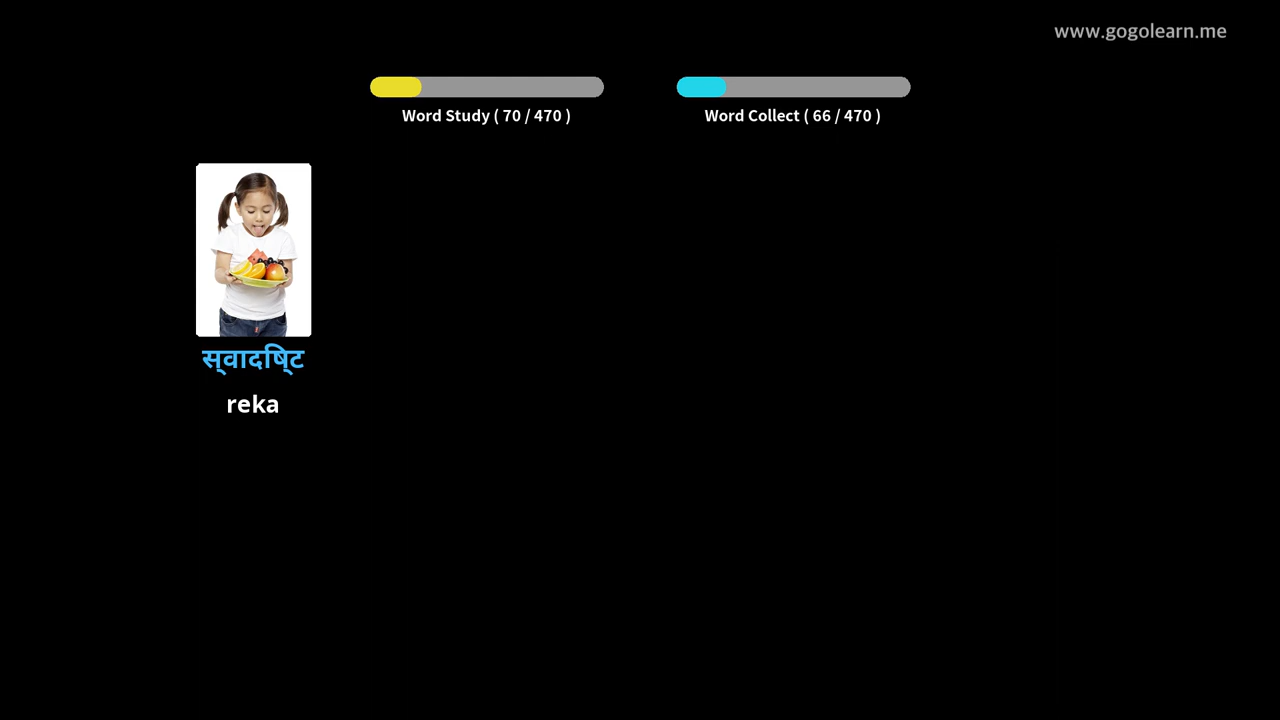 www.gogolearn.me
Word Study ( 70 / 470 )
Word Collect ( 66 / 470 )
स्वादिष्ट
reka